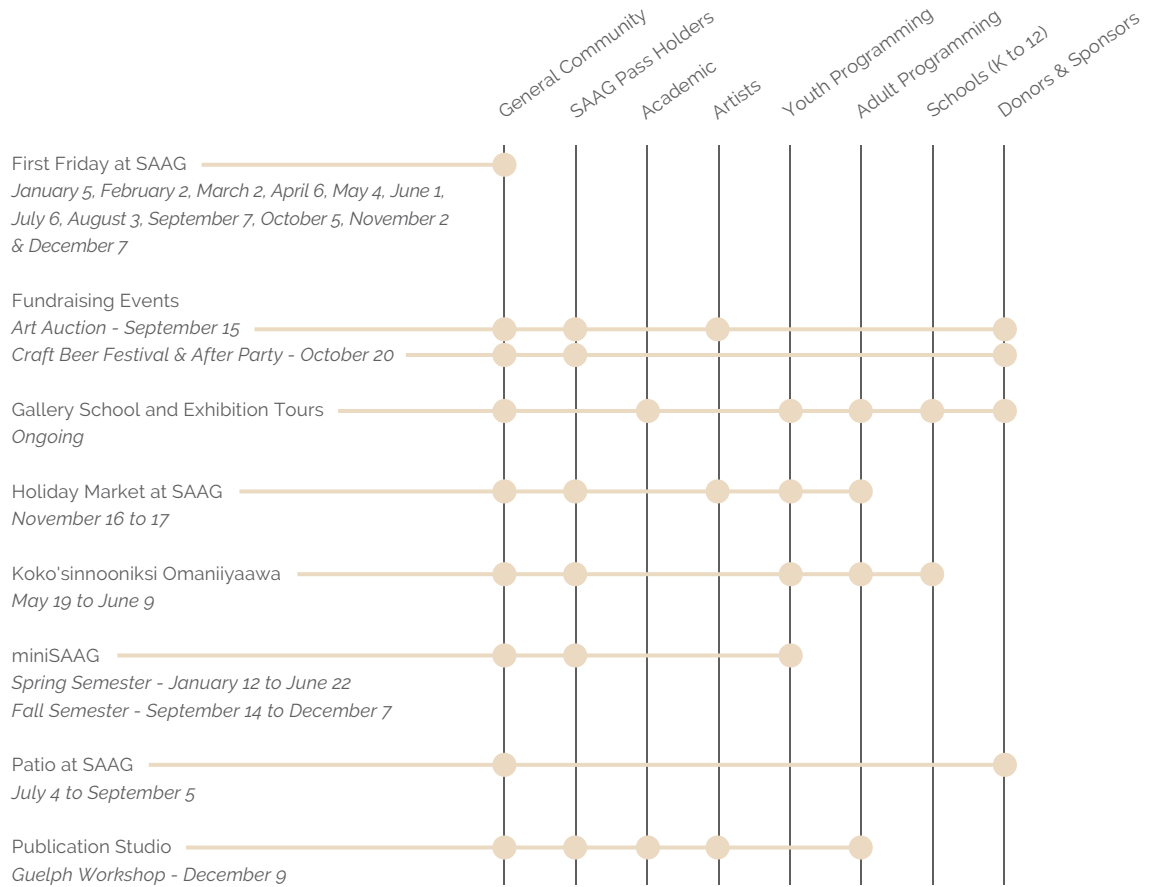 General Community
SAAG Pass Holders
Academic
Artists
Youth Programming
Adult Programming
Schools (K to 12)
Donors & Sponsors
First Friday at SAAG
January 5, February 2, March 2, April 6, May 4, June 1,
July 6, August 3, September 7, October 5, November 2
& December 7
Fundraising Events
Art Auction - September 15
Craft Beer Festival & After Party - October 20
Gallery School and Exhibition Tours
Ongoing
Holiday Market at SAAG
November 16 to 17
Koko'sinnooniksi Omaniiyaawa
May 19 to June 9
miniSAAG
Spring Semester - January 12 to June 22
Fall Semester - September 14 to December 7
Patio at SAAG
July 4 to September 5
Publication Studio
Guelph Workshop - December 9